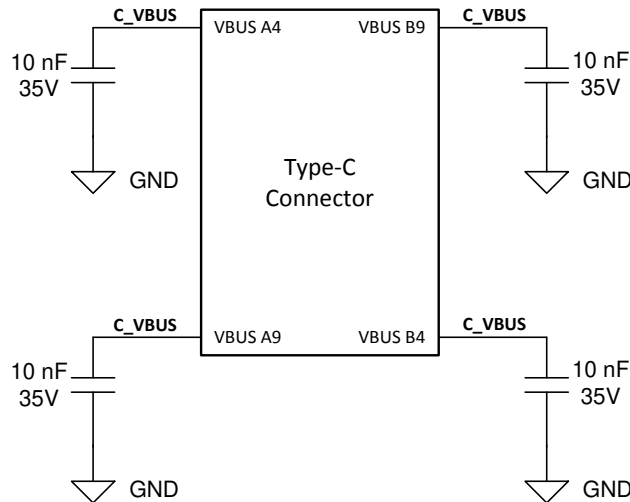 C_VBUS
VBUS A4
VBUS B9
C_VBUS
10 nF
35V
10 nF
35V
GND
Type-C
Connector
GND
C_VBUS
VBUS A9
VBUS B4
C_VBUS
10 nF
35V
10 nF
35V
GND
GND